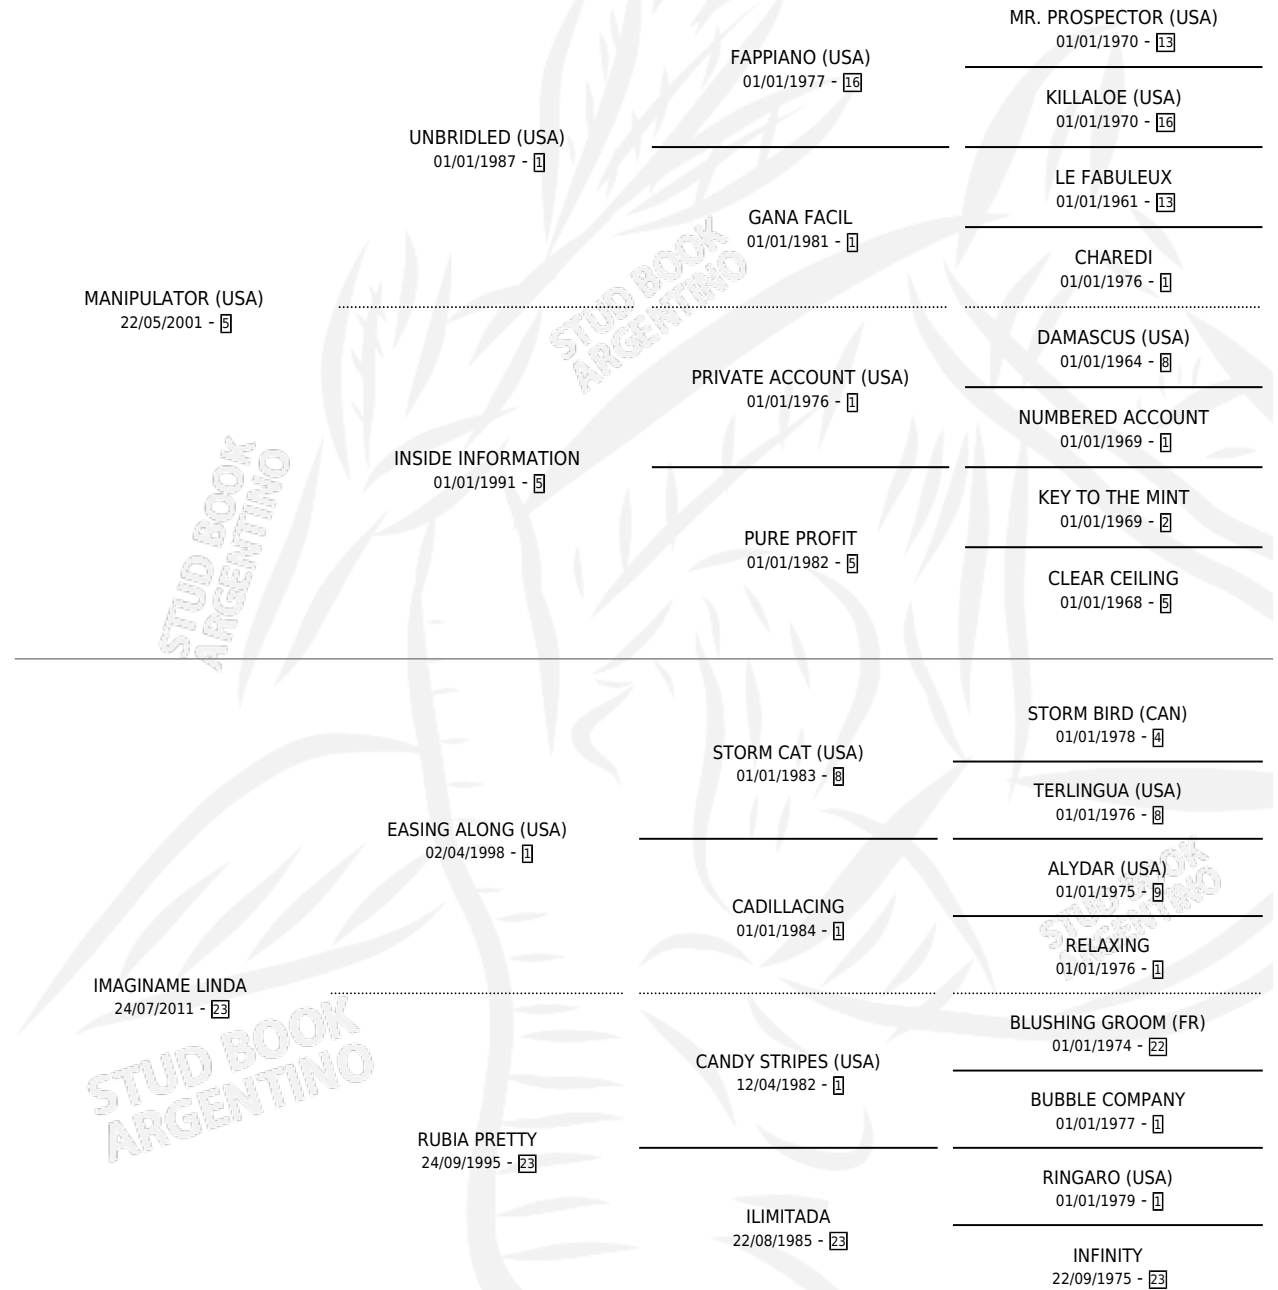 MR. PROSPECTOR (USA)
01/01/1970 - 13
FAPPIANO (USA)
01/01/1977 - 16
KILLALOE (USA)
01/01/1970 - 16
UNBRIDLED (USA)
01/01/1987 - 1
LE FABULEUX
01/01/1961 - 13
GANA FACIL
01/01/1981 - 1
CHAREDI
01/01/1976 - 1
MANIPULATOR (USA)
22/05/2001 - 5
DAMASCUS (USA)
01/01/1964 - 8
PRIVATE ACCOUNT (USA)
01/01/1976 - 1
NUMBERED ACCOUNT
01/01/1969 - 1
INSIDE INFORMATION
01/01/1991 - 5
KEY TO THE MINT
01/01/1969 - 2
PURE PROFIT
01/01/1982 - 5
CLEAR CEILING
01/01/1968 - 5
STORM BIRD (CAN)
01/01/1978 - 4
STORM CAT (USA)
01/01/1983 - 8
TERLINGUA (USA)
01/01/1976 - 8
EASING ALONG (USA)
02/04/1998 - 1
ALYDAR (USA)
01/01/1975 - 9
CADILLACING
01/01/1984 - 1
RELAXING
01/01/1976 - 1
IMAGINAME LINDA
24/07/2011 - 23
BLUSHING GROOM (FR)
01/01/1974 - 22
CANDY STRIPES (USA)
12/04/1982 - 1
BUBBLE COMPANY
01/01/1977 - 1
RUBIA PRETTY
24/09/1995 - 23
RINGARO (USA)
01/01/1979 - 1
ILIMITADA
22/08/1985 - 23
INFINITY
22/09/1975 - 23
STUD BOOK
ARGENTINO
STUD BOOK
ARGENTINO
STUD BOOK
ARGENTINO
STUD BOOK
ARGENTINO